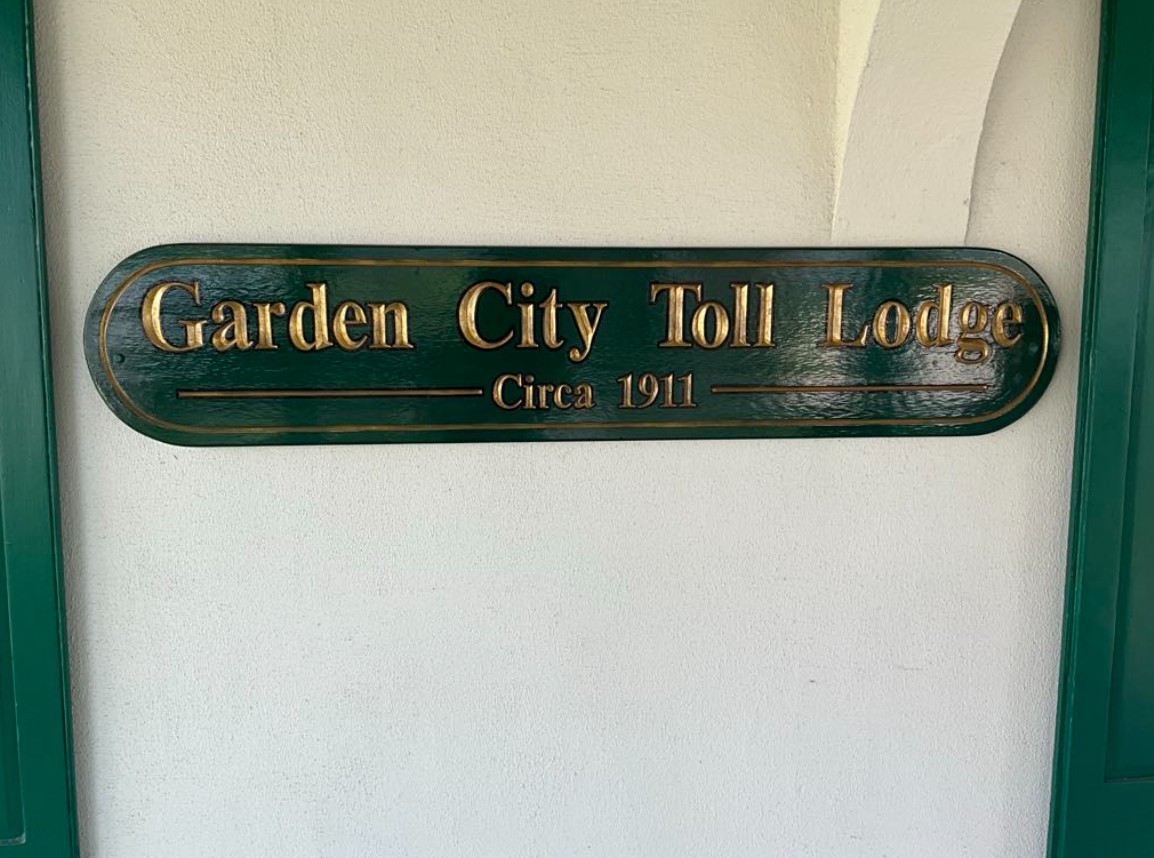 Garden City Toll Lodge
Circa 1911